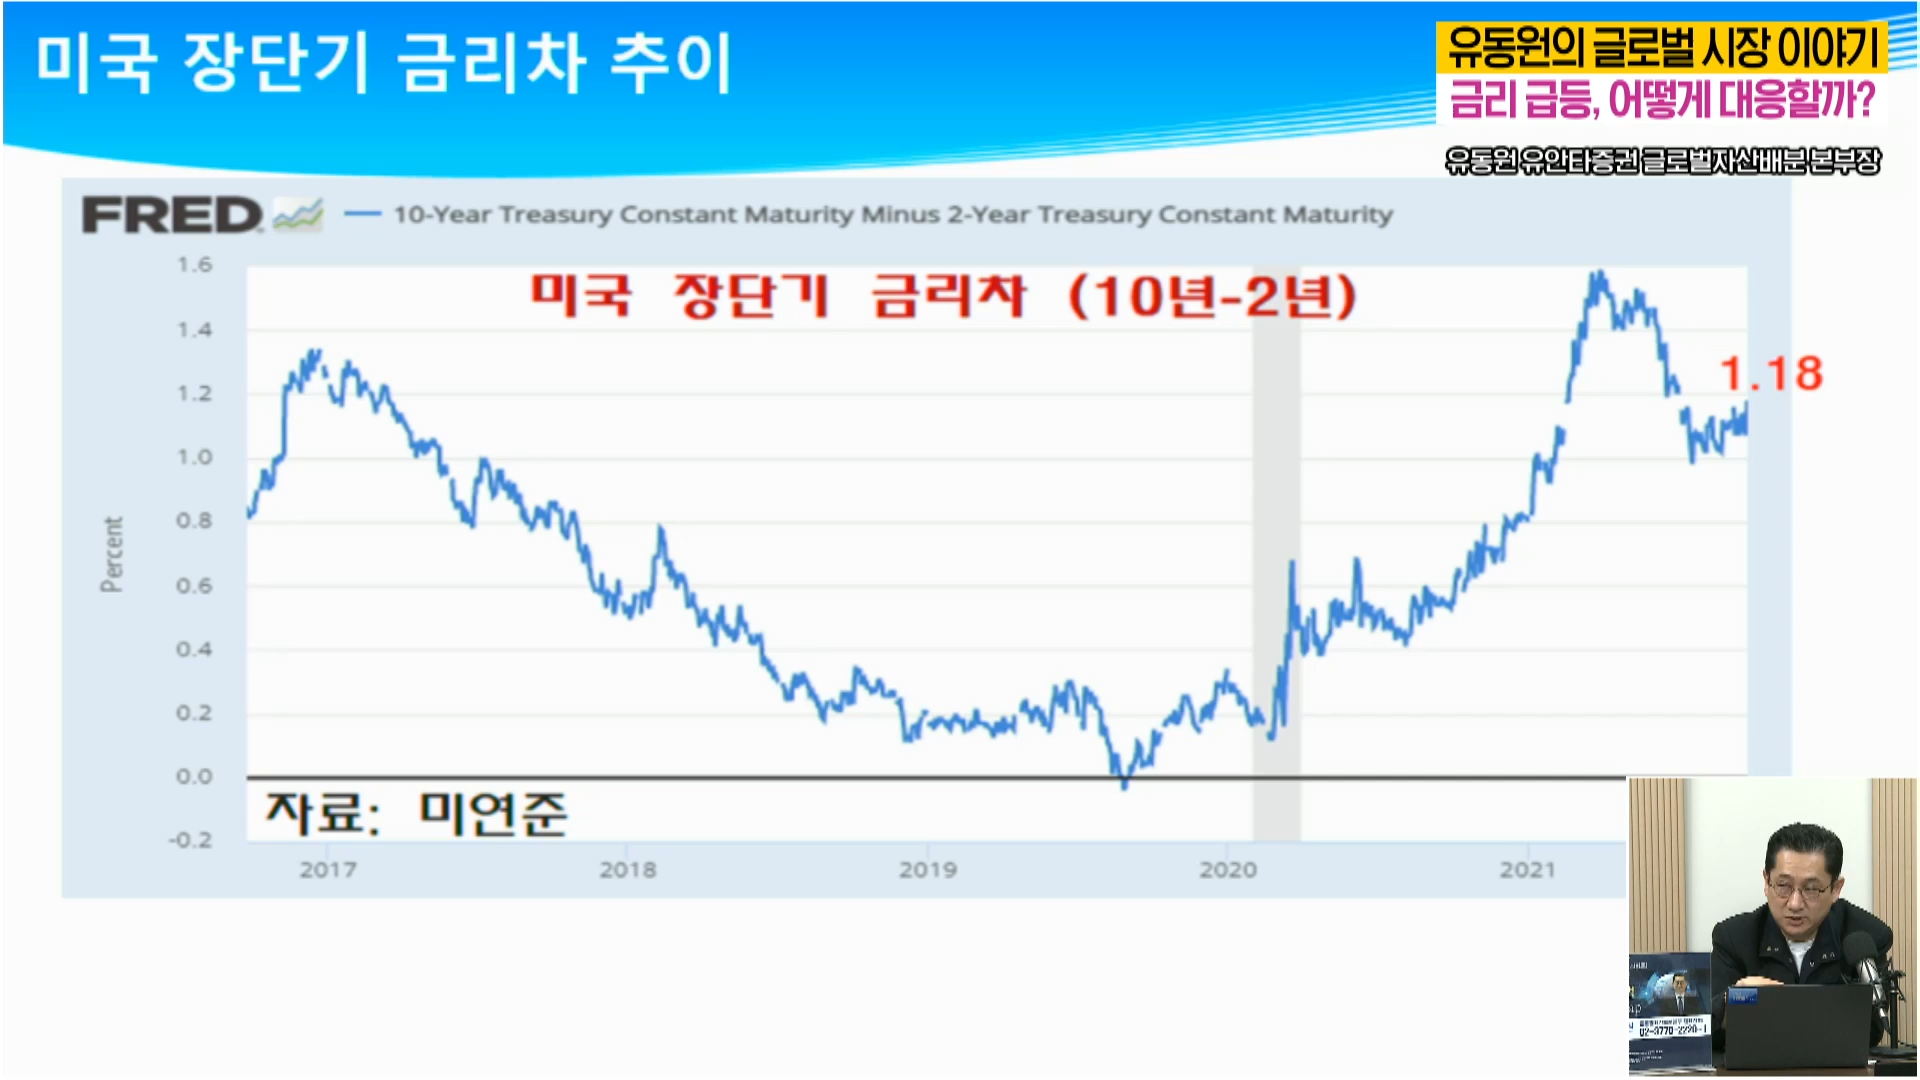 미국 장단기 금리차 추이
유동원의 글로벌 시장 이야기
금리 급등, 어떻게 대응할까?
유동원 유안타증권 글로벌자산배분 본부장
FRED
10-Year Treasury Constant Maturity Minus 2-Year Treasury Constant Maturity
미국 장단기 금리차 (10년-2년)
1.6
1.4
1.2
1.0
0.8
0.6
0.4
0.2
0.0
-0.2
Percent
1.18
자료: 미연준
2017 2018 2019 2020 2021
02-3770-2220~1